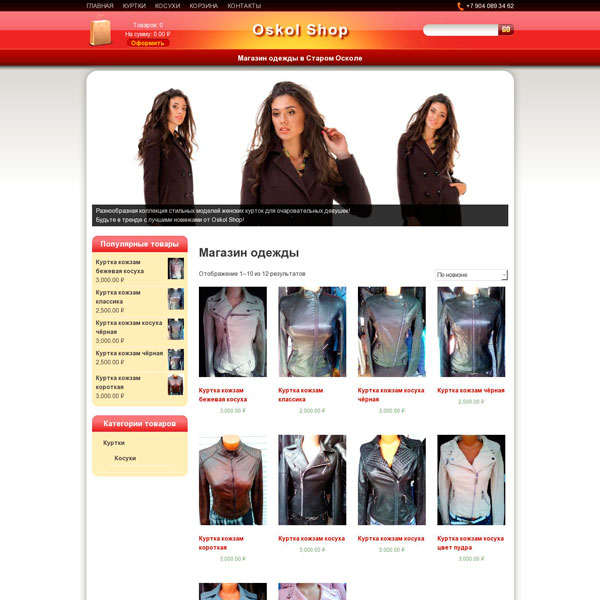 ГЛАВНАЯ КУРТКИ КОСУХИ КОРЗИНА КОНТАКТЫ
+7 904 089 34 62
Товаров: 0
На сумму: 0.00 ₽
Оформить
Oskol Shop
GO
Магазин одежды в Старом Осколе
Разнообразная коллекция стильных моделей женских курток для очаровательных девушек!
Будьте в тренде с лучшими новинками от Oskol Shop!
Популярные товары
Куртка кожзам
бежевая косуха
3,000.00 ₽
Куртка кожзам
классика
2,500.00 ₽
Куртка кожзам косуха
чёрная
3,000.00 ₽
Куртка кожзам чёрная
2,500.00 ₽
Куртка кожзам
короткая
3,000.00 ₽
Категории товаров
Куртки
Косухи
Магазин одежды
Отображение 1–10 из 12 результатов
По новизне
Куртка кожзам
бежевая косуха
3,000.00 ₽
Куртка кожзам
классика
2,500.00 ₽
Куртка кожзам косуха
чёрная
3,000.00 ₽
Куртка кожзам чёрная
2,500.00 ₽
Куртка кожзам
короткая
3,000.00 ₽
Куртка кожзам косуха
3,000.00 ₽
Куртка кожзам косуха
3,000.00 ₽
Куртка кожзам косуха
цвет пудра
3,000.00 ₽